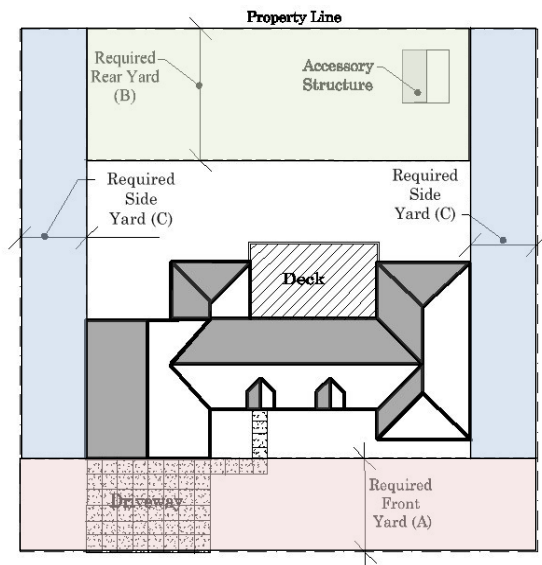 Property Line
Required
Rear Yard
(B)
Accessory
Structure
Required
Side
Yard (C)
Required
Side
Yard (C)
Deck
Driveway
Required
Front
Yard (A)